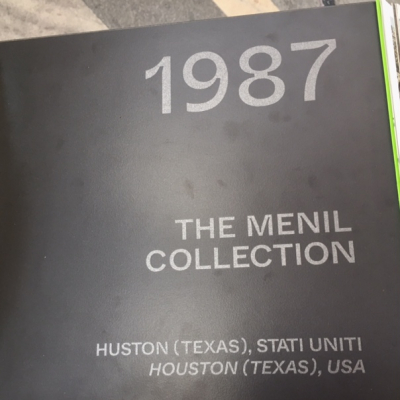 1987
THE MENIL
COLLECTION
HUSTON (TEXAS), STATI UNITI
HOUSTON (TEXAS), USA